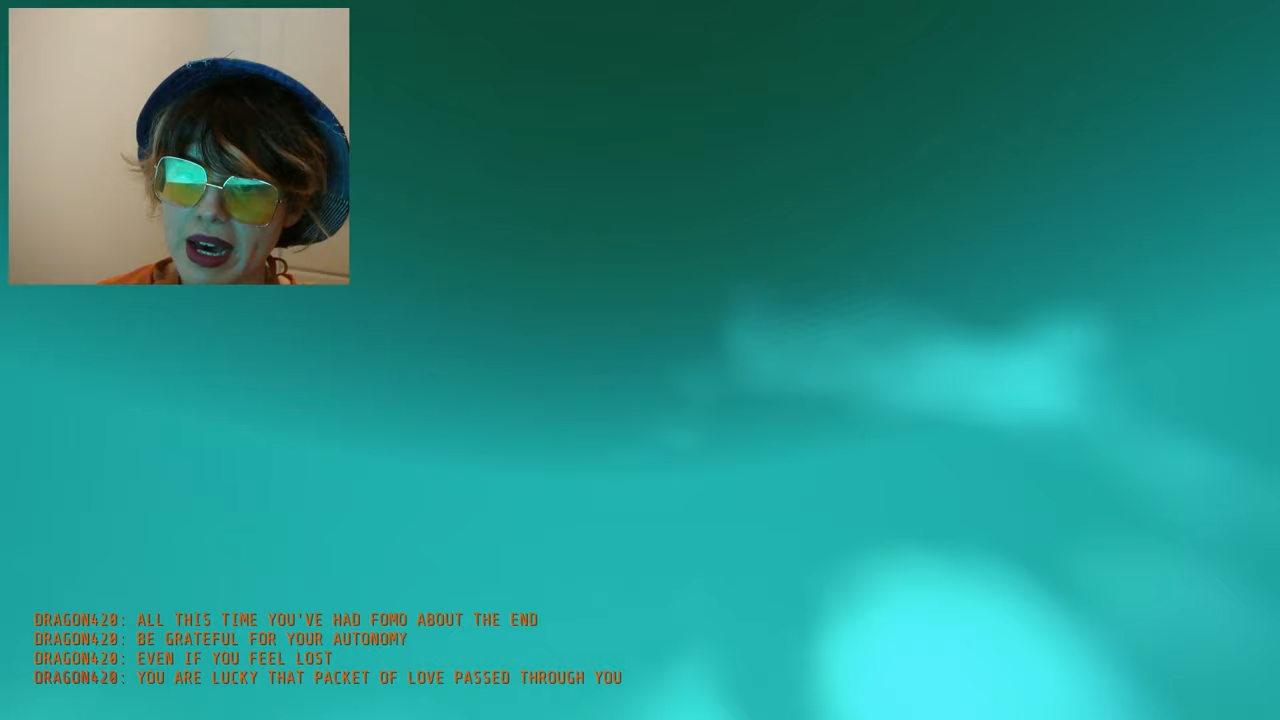 DRAGON420: ALL THIS TIME YOU'VE HAD FOMO ABOUT THE END
DRAGON420: BE GRATEFUL FOR YOUR AUTONOMY
DRAGON420: EVEN IF YOU FEEL LOST
DRAGON420: YOU ARE LUCKY THAT PACKET OF LOVE PASSED THROUGH YOU